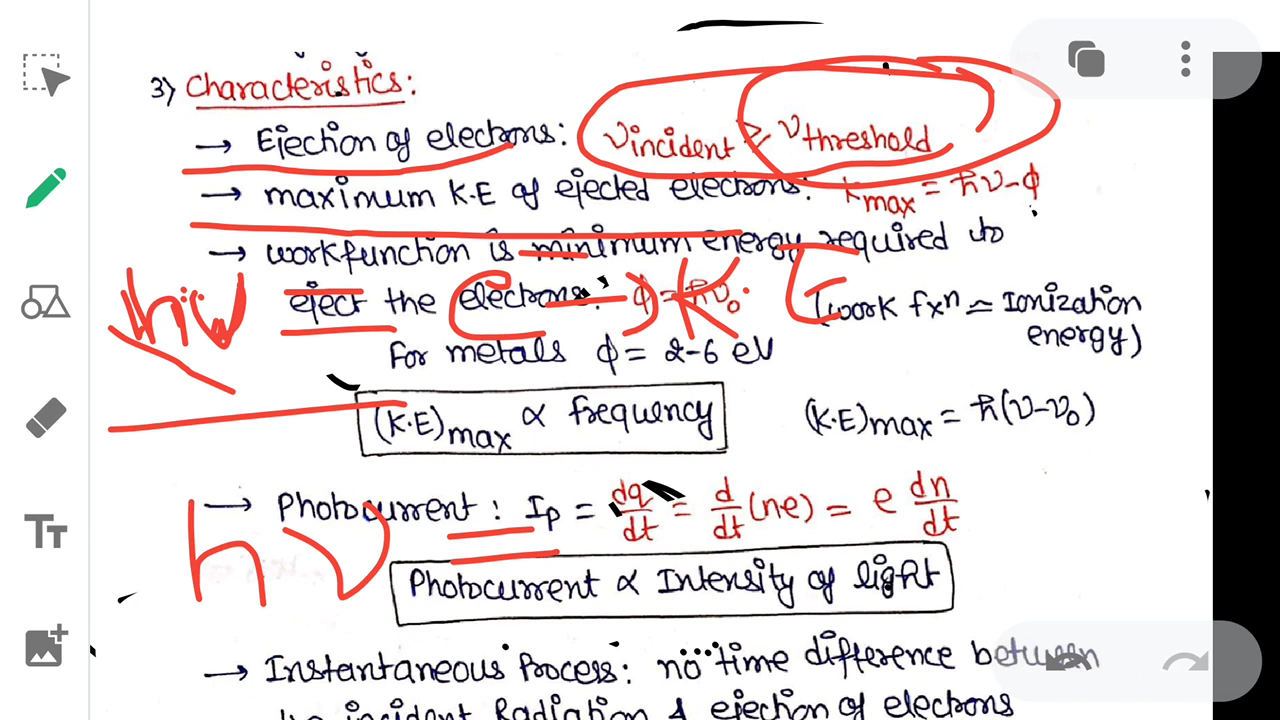 3) Characteristics:
→ Ejection of electrons: νincident ≥ νthreshold
→ maximum K.E of ejected electrons: Kmax = hν-ϕ
→ workfunction is minimum energy required to
eject the electrons: ϕ = hν₀. (work fxⁿ ≃ Ionization
energy)
For metals ϕ = 2-6 eV
(K.E)max ∝ frequency (K.E)max = h(ν-ν₀)
→ Photocurrent : Ip = dq/dt = d/dt (ne) = e dn/dt
hν
Photocurrent ∝ Intensity of light
→ Instantaneous Process: no time difference between
incident Radiation & ejection of electrons
K E
Tt